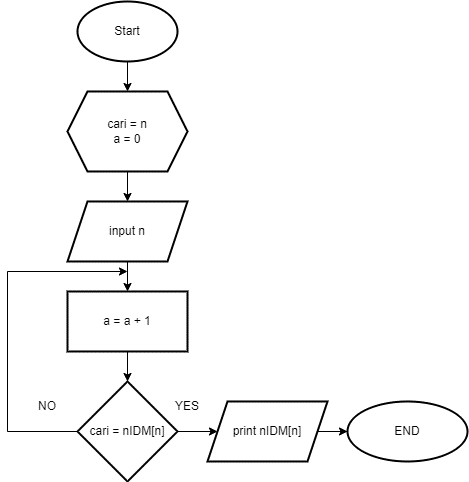 Start
cari = n
a = 0
input n
a = a + 1
NO
YES
cari = nIDM[n]
print nIDM[n]
END